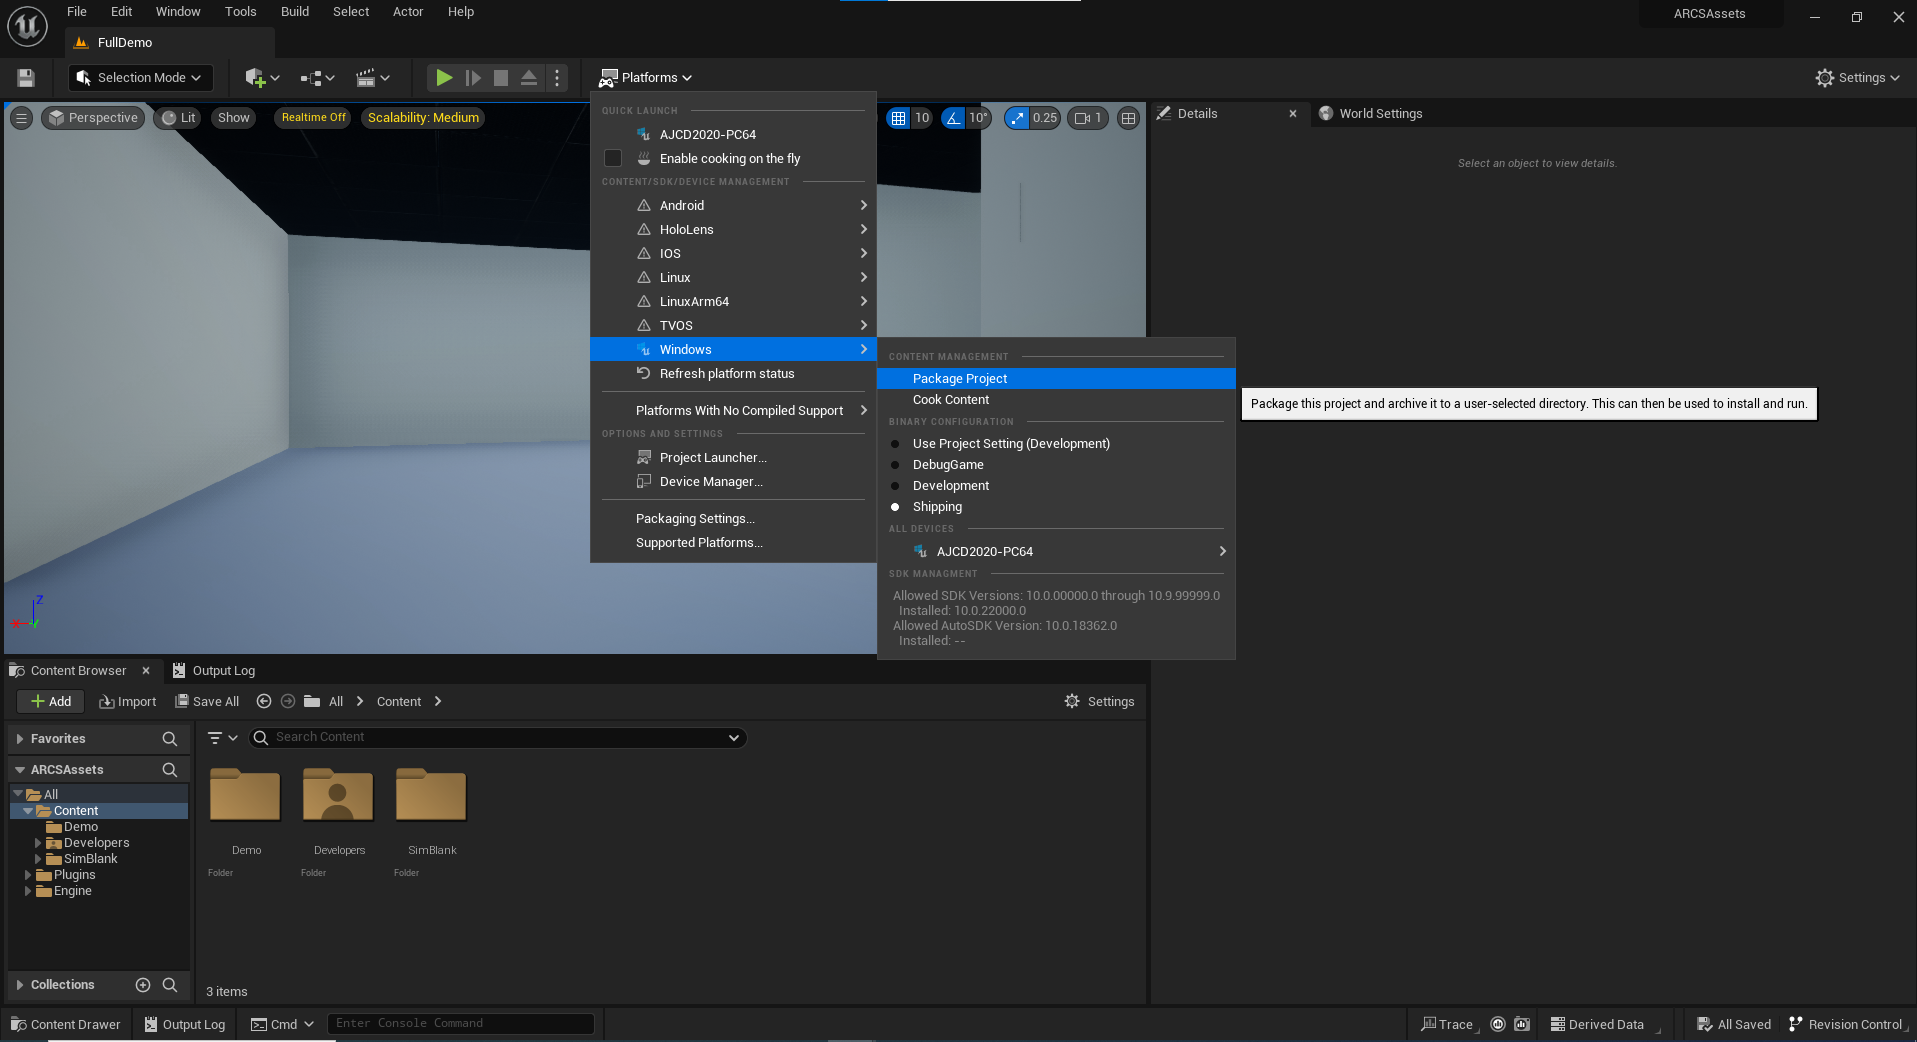 File Edit Window Tools Build Select Actor Help
ARCSAssets
FullDemo
Selection Mode
Platforms
Settings
Perspective Lit Show Realtime Off Scalability: Medium
10 10° 0.25 1
Details
World Settings
Select an object to view details.
QUICK LAUNCH
AJCD2020-PC64
Enable cooking on the fly
CONTENT/SDK/DEVICE MANAGEMENT
Android
HoloLens
IOS
Linux
LinuxArm64
TVOS
Windows
Refresh platform status
Platforms With No Compiled Support
OPTIONS AND SETTINGS
Project Launcher...
Device Manager...
Packaging Settings...
Supported Platforms...
CONTENT MANAGEMENT
Package Project
Cook Content
BINARY CONFIGURATION
Use Project Setting (Development)
DebugGame
Development
Shipping
ALL DEVICES
AJCD2020-PC64
SDK MANAGMENT
Allowed SDK Versions: 10.0.00000.0 through 10.9.99999.0
Installed: 10.0.22000.0
Allowed AutoSDK Version: 10.0.18362.0
Installed: --
Package this project and archive it to a user-selected directory. This can then be used to install and run.
Z
X
Y
Content Browser
Output Log
Add Import Save All All Content
Settings
Favorites
Search Content
ARCSAssets
All
Content
Demo
Developers
SimBlank
Plugins
Engine
Demo Developers SimBlank
Folder Folder Folder
Collections
3 items
Content Drawer Output Log Cmd Enter Console Command
Trace Derived Data All Saved Revision Control